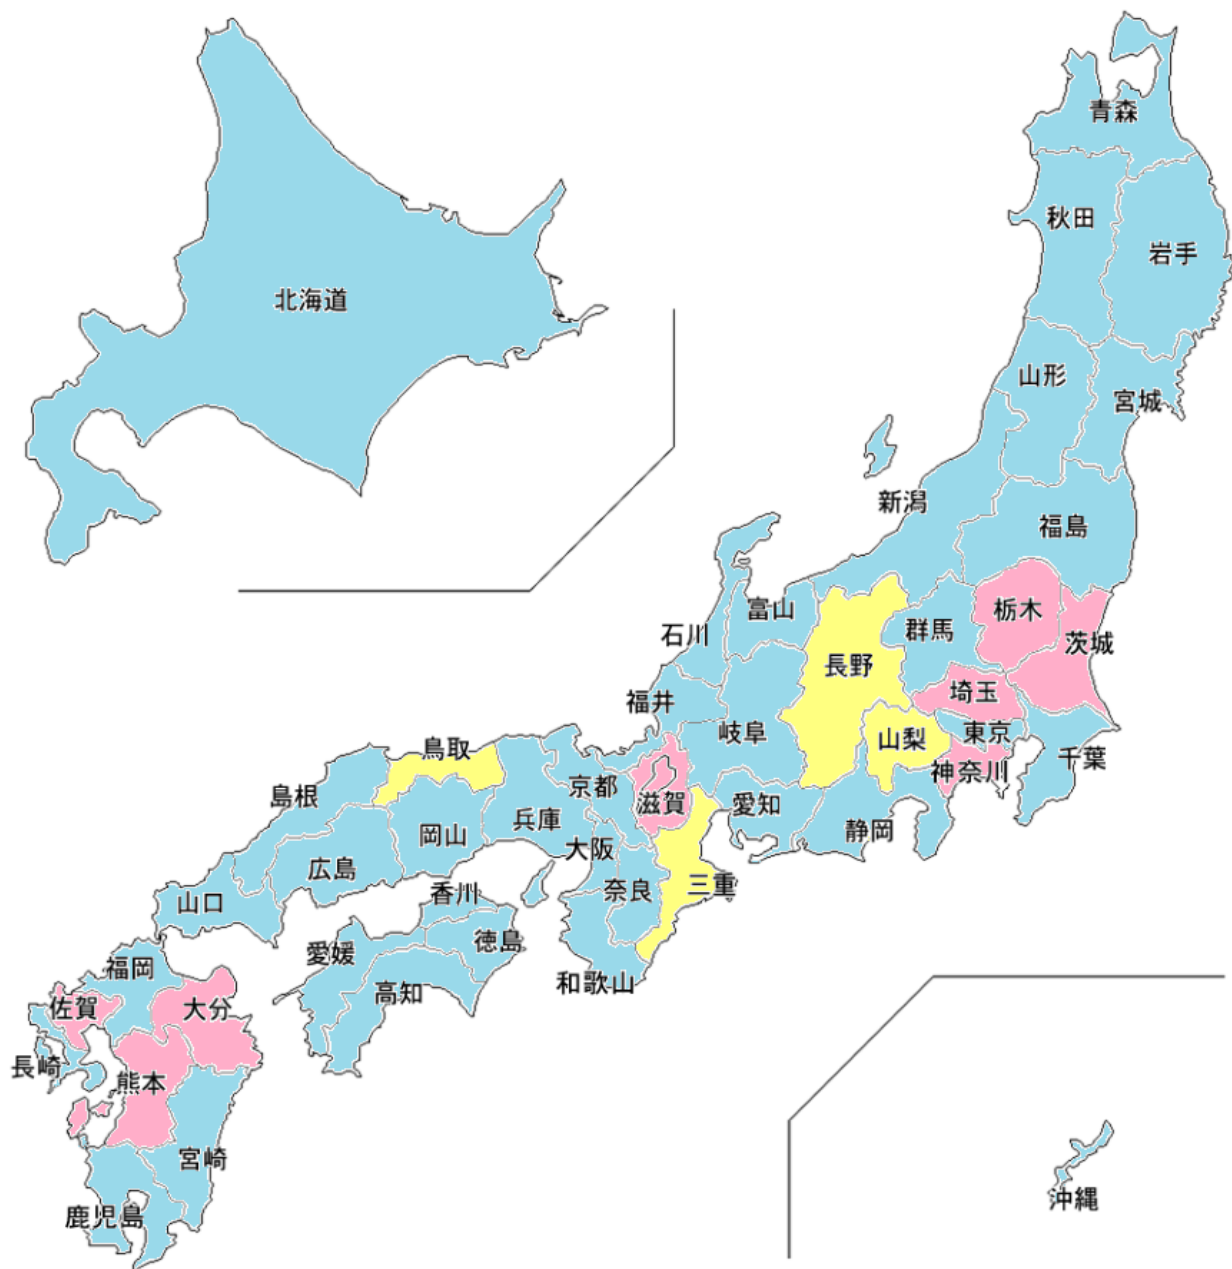 北海道
青森
秋田
岩手
山形
宮城
新潟
福島
富山
石川
群馬
栃木
茨城
長野
福井
埼玉
岐阜
山梨
東京
千葉
神奈川
鳥取
島根
京都
滋賀
愛知
静岡
兵庫
岡山
大阪
広島
奈良
三重
山口
香川
徳島
愛媛
高知
和歌山
福岡
佐賀
大分
長崎
熊本
宮崎
鹿児島
沖縄